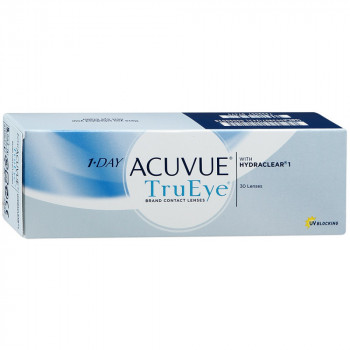 1•DAY
ACUVUE®
TruEye®
BRAND CONTACT LENSES
WITH
HYDRACLEAR® 1
30 Lenses
UV BLOCKING